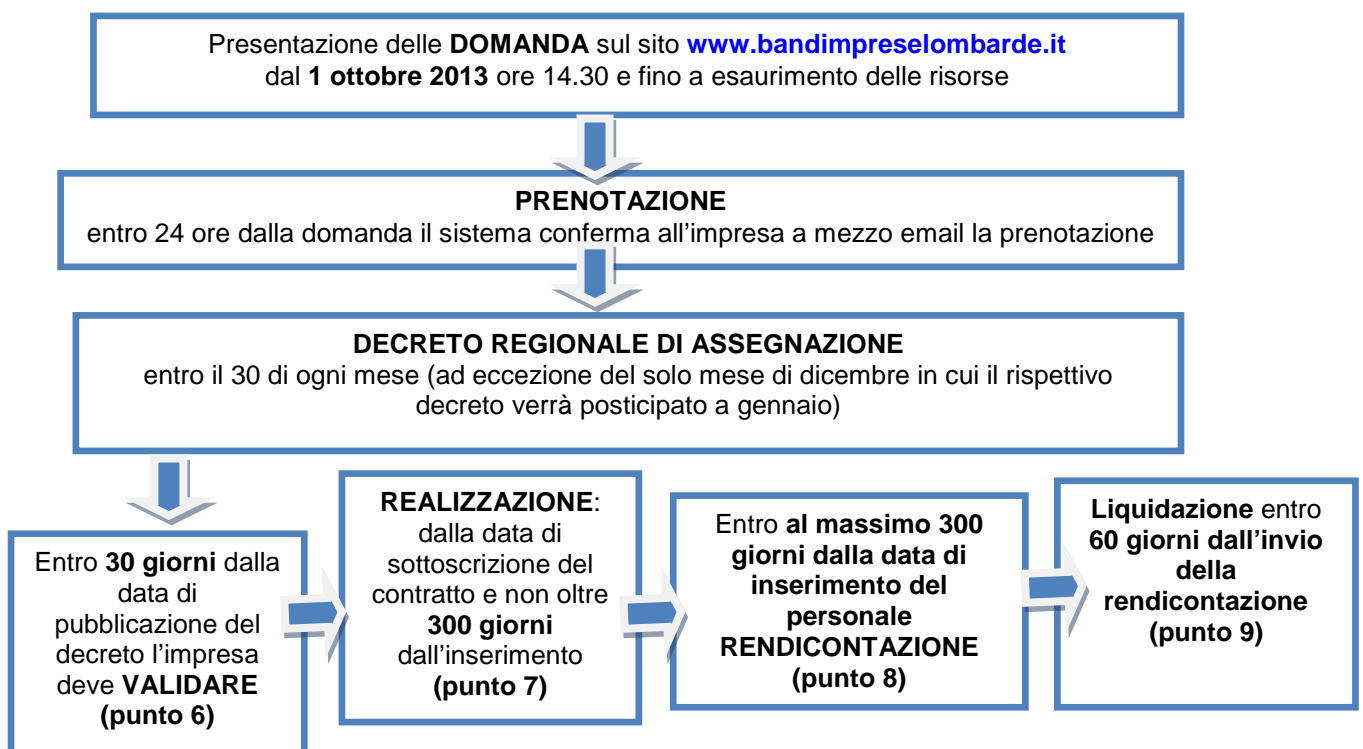 Presentazione delle DOMANDA sul sito www.bandimpreselombarde.it
dal 1 ottobre 2013 ore 14.30 e fino a esaurimento delle risorse
PRENOTAZIONE
entro 24 ore dalla domanda il sistema conferma all'impresa a mezzo email la prenotazione
DECRETO REGIONALE DI ASSEGNAZIONE
entro il 30 di ogni mese (ad eccezione del solo mese di dicembre in cui il rispettivo
decreto verrà posticipato a gennaio)
Entro 30 giorni dalla
data di
pubblicazione del
decreto l'impresa
deve VALIDARE
(punto 6)
REALIZZAZIONE:
dalla data di
sottoscrizione del
contratto e non oltre
300 giorni
dall'inserimento
(punto 7)
Entro al massimo 300
giorni dalla data di
inserimento del
personale
RENDICONTAZIONE
(punto 8)
Liquidazione entro
60 giorni dall'invio
della
rendicontazione
(punto 9)